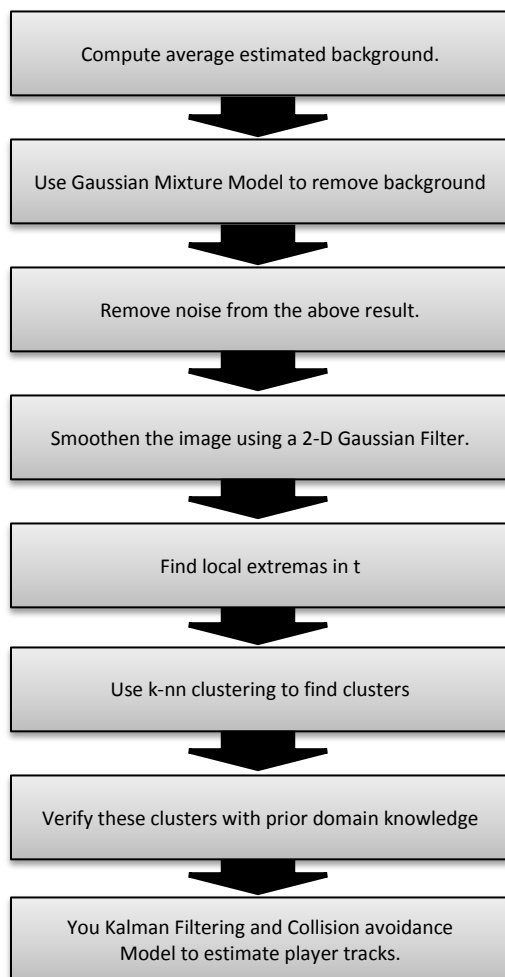 Compute average estimated background.
Use Gaussian Mixture Model to remove background
Remove noise from the above result.
Smoothen the image using a 2-D Gaussian Filter.
Find local extremas in t
Use k-nn clustering to find clusters
Verify these clusters with prior domain knowledge
You Kalman Filtering and Collision avoidance
Model to estimate player tracks.